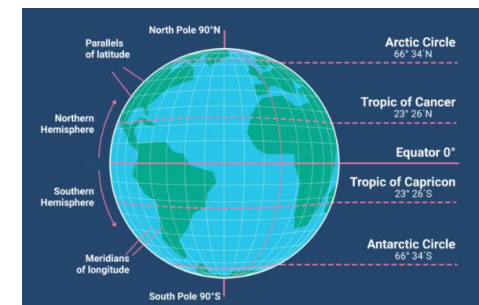 North Pole 90°N
Parallels
of latitude
Arctic Circle
66° 34´N
Tropic of Cancer
23° 26´N
Northern
Hemisphere
Equator 0°
Tropic of Capricon
23° 26´S
Southern
Hemisphere
Antarctic Circle
66° 34´S
Meridians
of longitude
South Pole 90°S